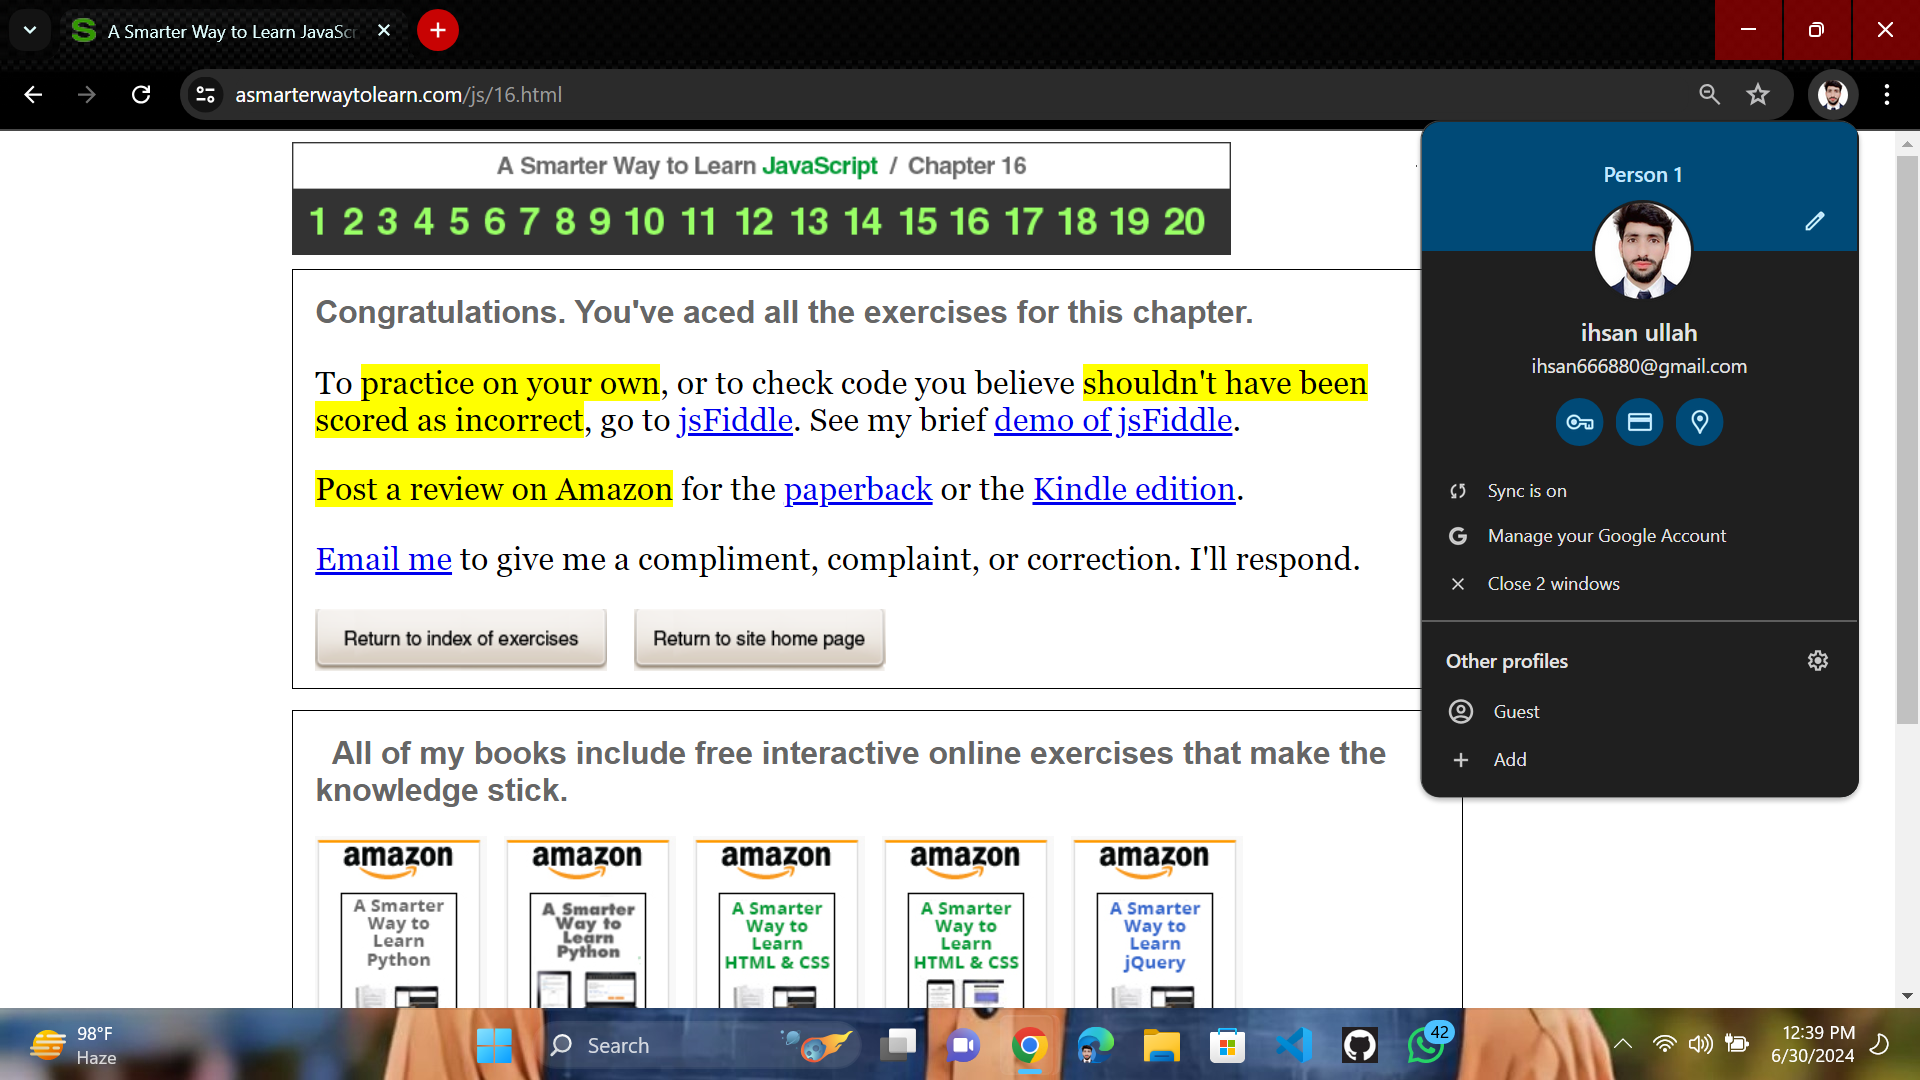 A Smarter Way to Learn JavaScr
asmarterwaytolearn.com/js/16.html
A Smarter Way to Learn JavaScript / Chapter 16
1 2 3 4 5 6 7 8 9 10 11 12 13 14 15 16 17 18 19 20
Congratulations. You've aced all the exercises for this chapter.
To practice on your own, or to check code you believe shouldn't have been
scored as incorrect, go to jsFiddle. See my brief demo of jsFiddle.
Post a review on Amazon for the paperback or the Kindle edition.
Email me to give me a compliment, complaint, or correction. I'll respond.
Return to index of exercises
Return to site home page
All of my books include free interactive online exercises that make the
knowledge stick.
amazon
A Smarter
Way to
Learn
Python
amazon
A Smarter
Way to
Learn
Python
amazon
A Smarter
Way to
Learn
HTML & CSS
amazon
A Smarter
Way to
Learn
HTML & CSS
amazon
A Smarter
Way to
Learn
jQuery
Person 1
ihsan ullah
ihsan666880@gmail.com
Sync is on
Manage your Google Account
Close 2 windows
Other profiles
Guest
Add
98°F
Haze
Search
42
12:39 PM
6/30/2024